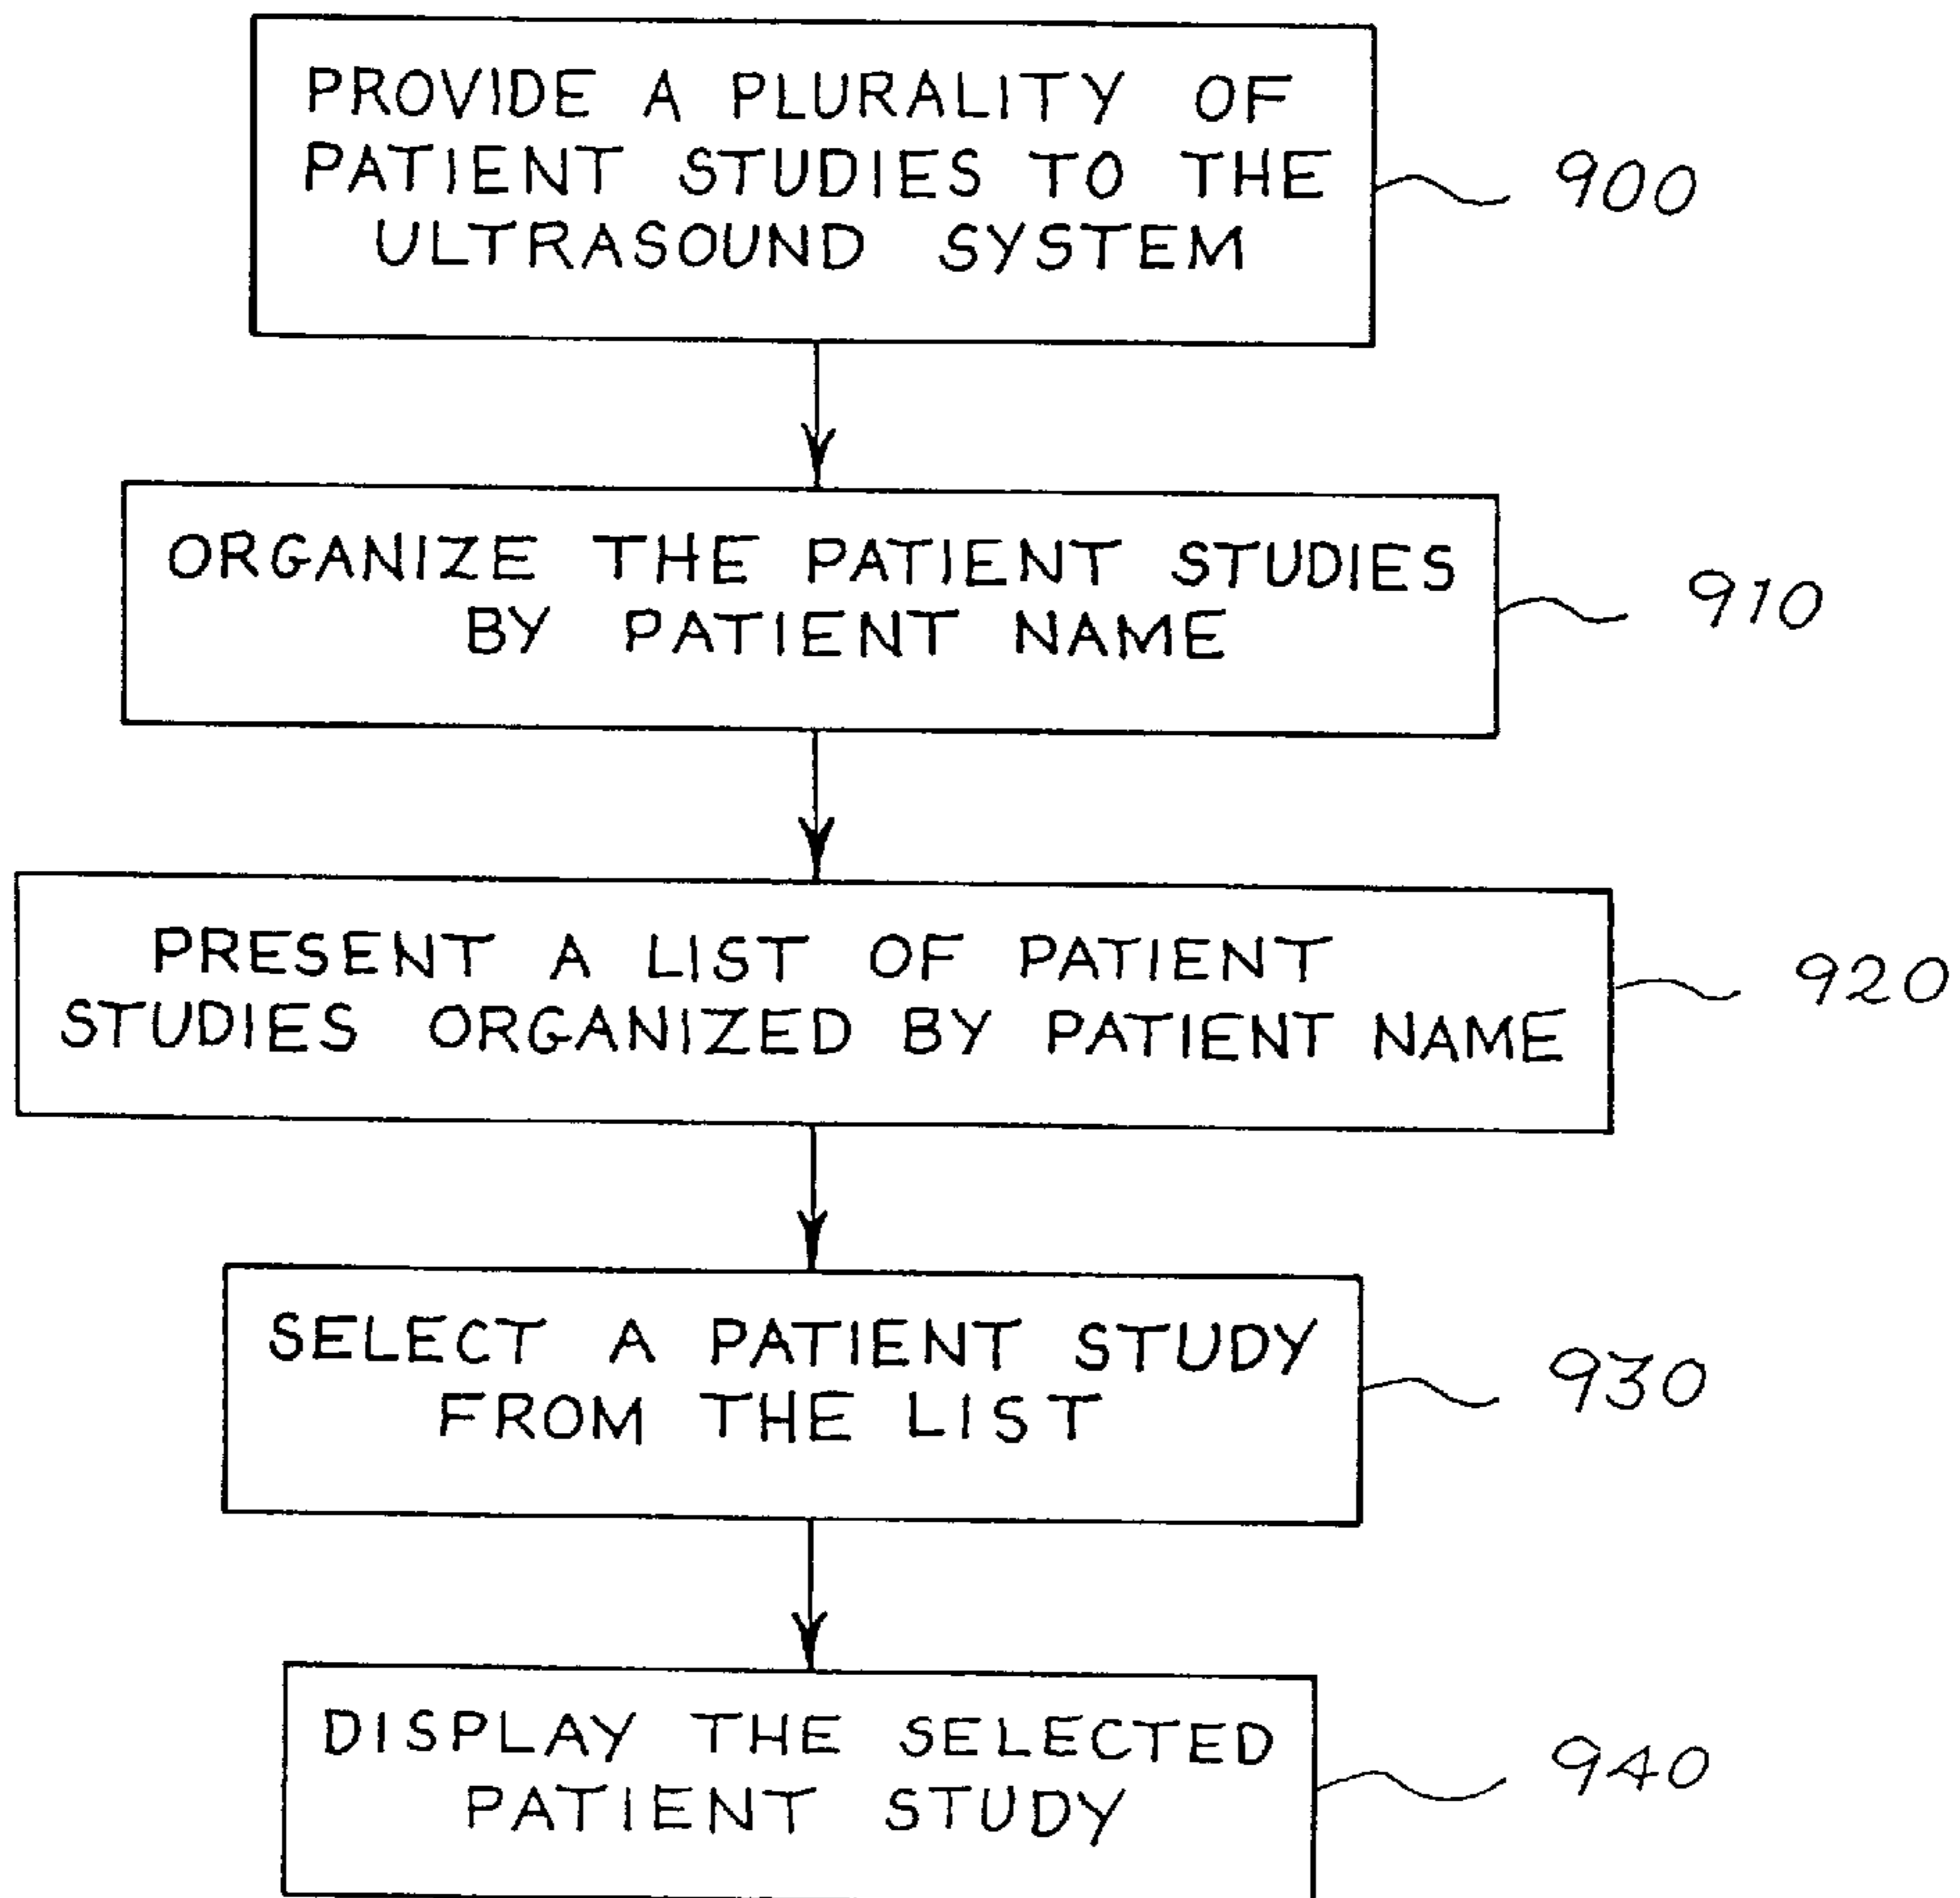 PROVIDE A PLURALITY OF
PATIENT STUDIES TO THE
ULTRASOUND SYSTEM
900
ORGANIZE THE PATIENT STUDIES
BY PATIENT NAME
910
PRESENT A LIST OF PATIENT
STUDIES ORGANIZED BY PATIENT NAME
920
SELECT A PATIENT STUDY
FROM THE LIST
930
DISPLAY THE SELECTED
PATIENT STUDY
940